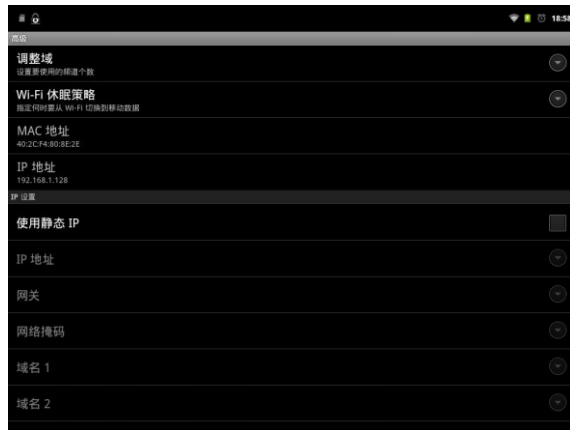 18:58
高级
调整域
设置要使用的频道个数
Wi-Fi 休眠策略
指定何时要从 Wi-Fi 切换到移动数据
MAC 地址
40:2C:F4:80:8E:2E
IP 地址
192.168.1.128
IP 设置
使用静态 IP
IP 地址
网关
网络掩码
域名 1
域名 2